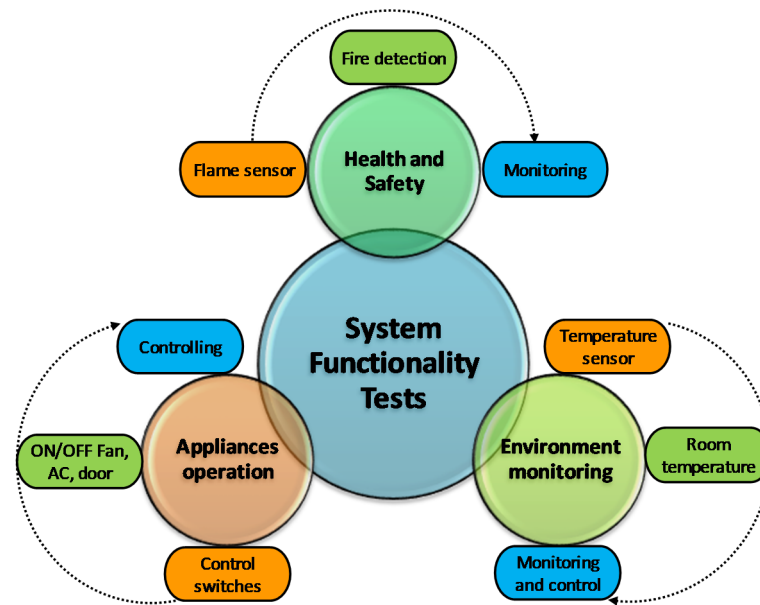 Fire detection
Flame sensor
Health and
Safety
Monitoring
System
Functionality
Tests
Controlling
ON/OFF Fan,
AC, door
Appliances
operation
Control
switches
Temperature
sensor
Environment
monitoring
Room
temperature
Monitoring
and control